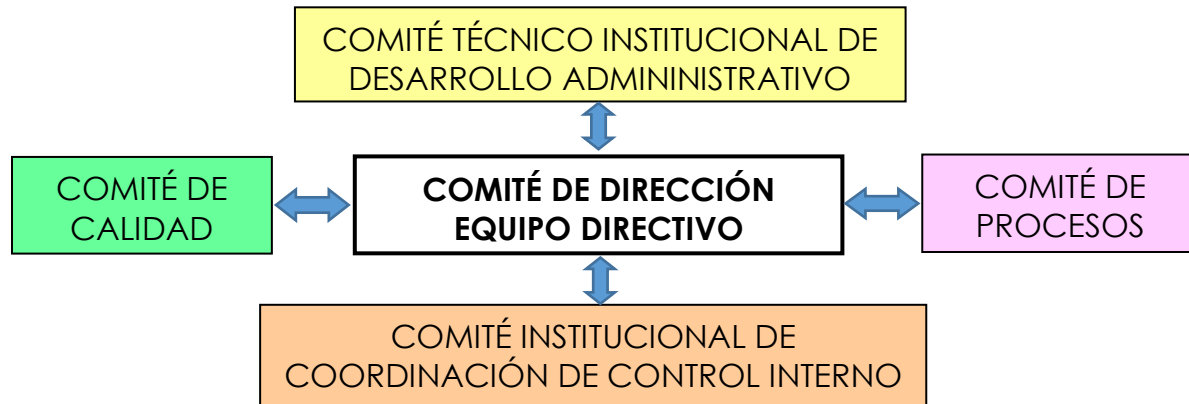 COMITÉ TÉCNICO INSTITUCIONAL DE
DESARROLLO ADMININISTRATIVO
COMITÉ DE
CALIDAD
COMITÉ DE DIRECCIÓN
EQUIPO DIRECTIVO
COMITÉ DE
PROCESOS
COMITÉ INSTITUCIONAL DE
COORDINACIÓN DE CONTROL INTERNO